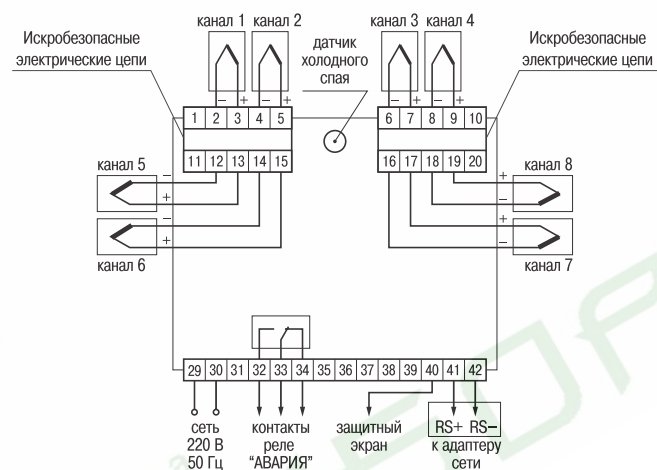 канал 1 канал 2
канал 3 канал 4
Искробезопасные
электрические цепи
датчик
холодного
спая
Искробезопасные
электрические цепи
− + − +
− + − +
1 2 3 4 5
6 7 8 9 10
11 12 13 14 15
16 17 18 19 20
канал 5
−
+
−
+
канал 6
+
−
+
−
канал 8
канал 7
29 30 31 32 33 34 35 36 37 38 39 40 41 42
сеть
220 В
50 Гц
контакты
реле
“АВАРИЯ”
защитный
экран
RS+ RS−
к адаптеру
сети